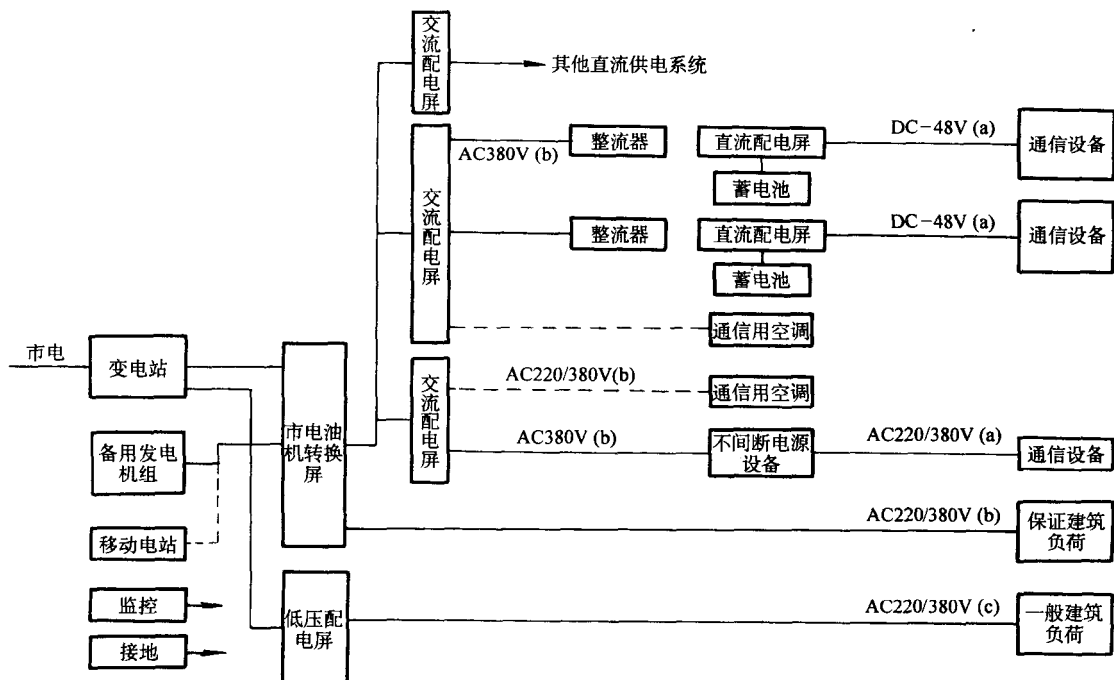 交流配电屏
其他直流供电系统
交流配电屏
AC380V (b)
整流器
直流配电屏
蓄电池
DC-48V (a)
通信设备
整流器
直流配电屏
蓄电池
DC-48V (a)
通信设备
通信用空调
市电
变电站
备用发电
机组
移动电站
监控
接地
市电油
机转换
屏
低压配
电屏
交流配电屏
AC220/380V(b)
通信用空调
AC380V (b)
不间断电源
设备
AC220/380V (a)
通信设备
AC220/380V (b)
保证建筑
负荷
AC220/380V (c)
一般建筑
负荷